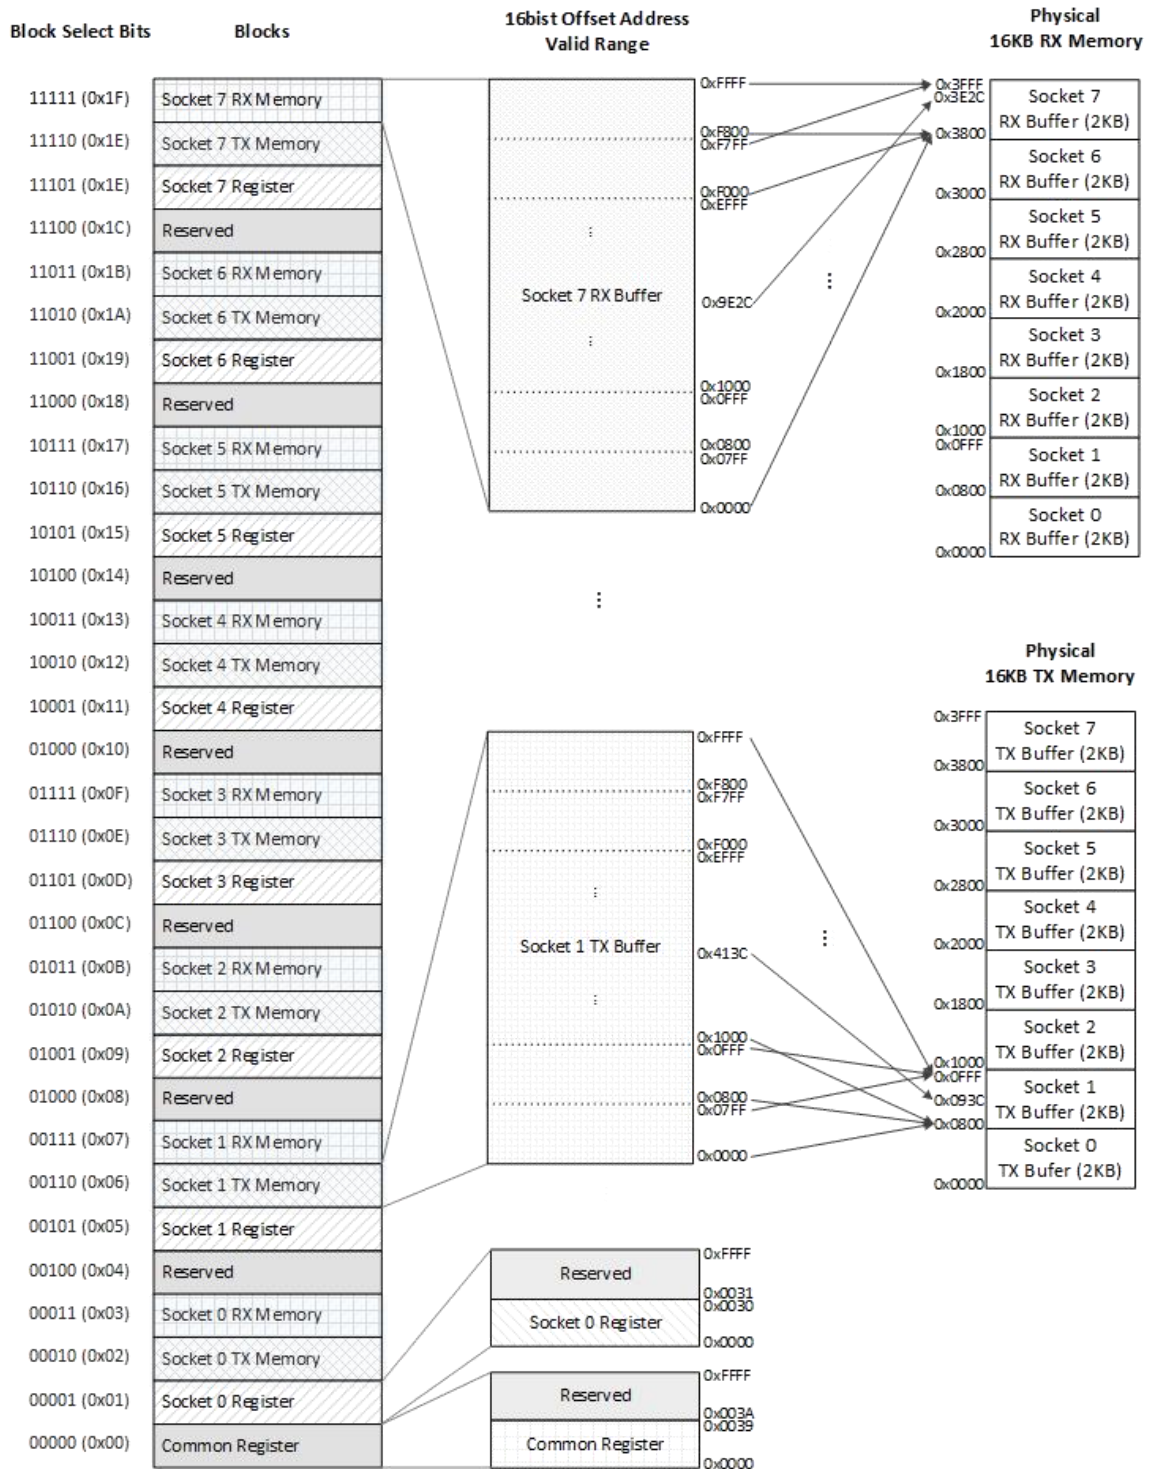 Block Select Bits
Blocks
16bist Offset Address
Valid Range
Physical
16KB RX Memory
11111 (0x1F)
Socket 7 RX Memory
11110 (0x1E)
Socket 7 TX Memory
11101 (0x1E)
Socket 7 Register
11100 (0x1C)
Reserved
11011 (0x1B)
Socket 6 RX Memory
11010 (0x1A)
Socket 6 TX Memory
11001 (0x19)
Socket 6 Register
11000 (0x18)
Reserved
10111 (0x17)
Socket 5 RX Memory
10110 (0x16)
Socket 5 TX Memory
10101 (0x15)
Socket 5 Register
10100 (0x14)
Reserved
10011 (0x13)
Socket 4 RX Memory
10010 (0x12)
Socket 4 TX Memory
10001 (0x11)
Socket 4 Register
01000 (0x10)
Reserved
01111 (0x0F)
Socket 3 RX Memory
01110 (0x0E)
Socket 3 TX Memory
01101 (0x0D)
Socket 3 Register
01100 (0x0C)
Reserved
01011 (0x0B)
Socket 2 RX Memory
01010 (0x0A)
Socket 2 TX Memory
01001 (0x09)
Socket 2 Register
01000 (0x08)
Reserved
00111 (0x07)
Socket 1 RX Memory
00110 (0x06)
Socket 1 TX Memory
00101 (0x05)
Socket 1 Register
00100 (0x04)
Reserved
00011 (0x03)
Socket 0 RX Memory
00010 (0x02)
Socket 0 TX Memory
00001 (0x01)
Socket 0 Register
00000 (0x00)
Common Register
Socket 7 RX Buffer
0xFFFF
0xF800
0xF7FF
0xF000
0xEFFF
0x9E2C
0x1000
0x0FFF
0x0800
0x07FF
0x0000
0x3FFF
0x3E2C
0x3800
0x3000
0x2800
0x2000
0x1800
0x1000
0x0FFF
0x0800
0x0000
Socket 7
RX Buffer (2KB)
Socket 6
RX Buffer (2KB)
Socket 5
RX Buffer (2KB)
Socket 4
RX Buffer (2KB)
Socket 3
RX Buffer (2KB)
Socket 2
RX Buffer (2KB)
Socket 1
RX Buffer (2KB)
Socket 0
RX Buffer (2KB)
Physical
16KB TX Memory
Socket 1 TX Buffer
0xFFFF
0xF800
0xF7FF
0xF000
0xEFFF
0x413C
0x1000
0x0FFF
0x0800
0x07FF
0x0000
0x3FFF
0x3800
0x3000
0x2800
0x2000
0x1800
0x1000
0x0FFF
0x093C
0x0800
0x0000
Socket 7
TX Buffer (2KB)
Socket 6
TX Buffer (2KB)
Socket 5
TX Buffer (2KB)
Socket 4
TX Buffer (2KB)
Socket 3
TX Buffer (2KB)
Socket 2
TX Buffer (2KB)
Socket 1
TX Buffer (2KB)
Socket 0
TX Bufer (2KB)
Reserved
Socket 0 Register
0xFFFF
0x0031
0x0030
0x0000
Reserved
Common Register
0xFFFF
0x003A
0x0039
0x0000